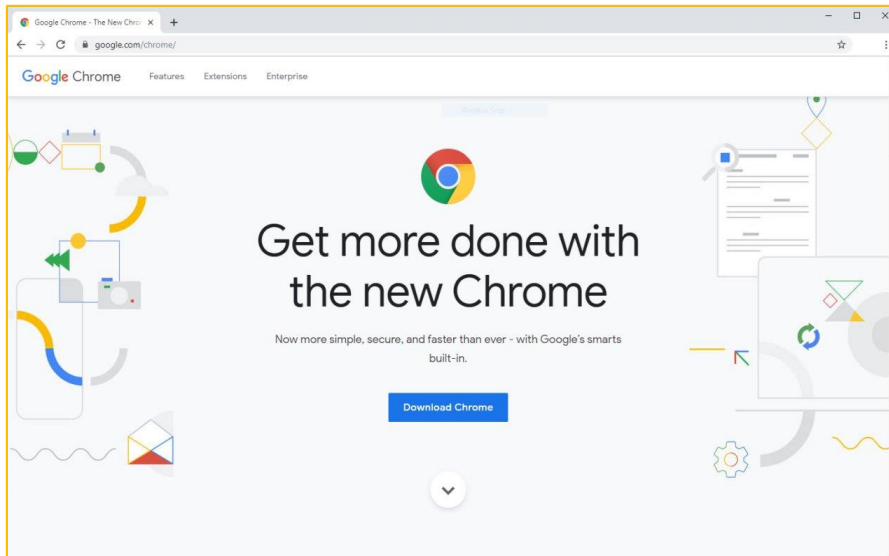 Google Chrome - The New Chro
google.com/chrome/
Google Chrome Features Extensions Enterprise
Get more done with
the new Chrome
Now more simple, secure, and faster than ever - with Google's smarts
built-in.
Download Chrome